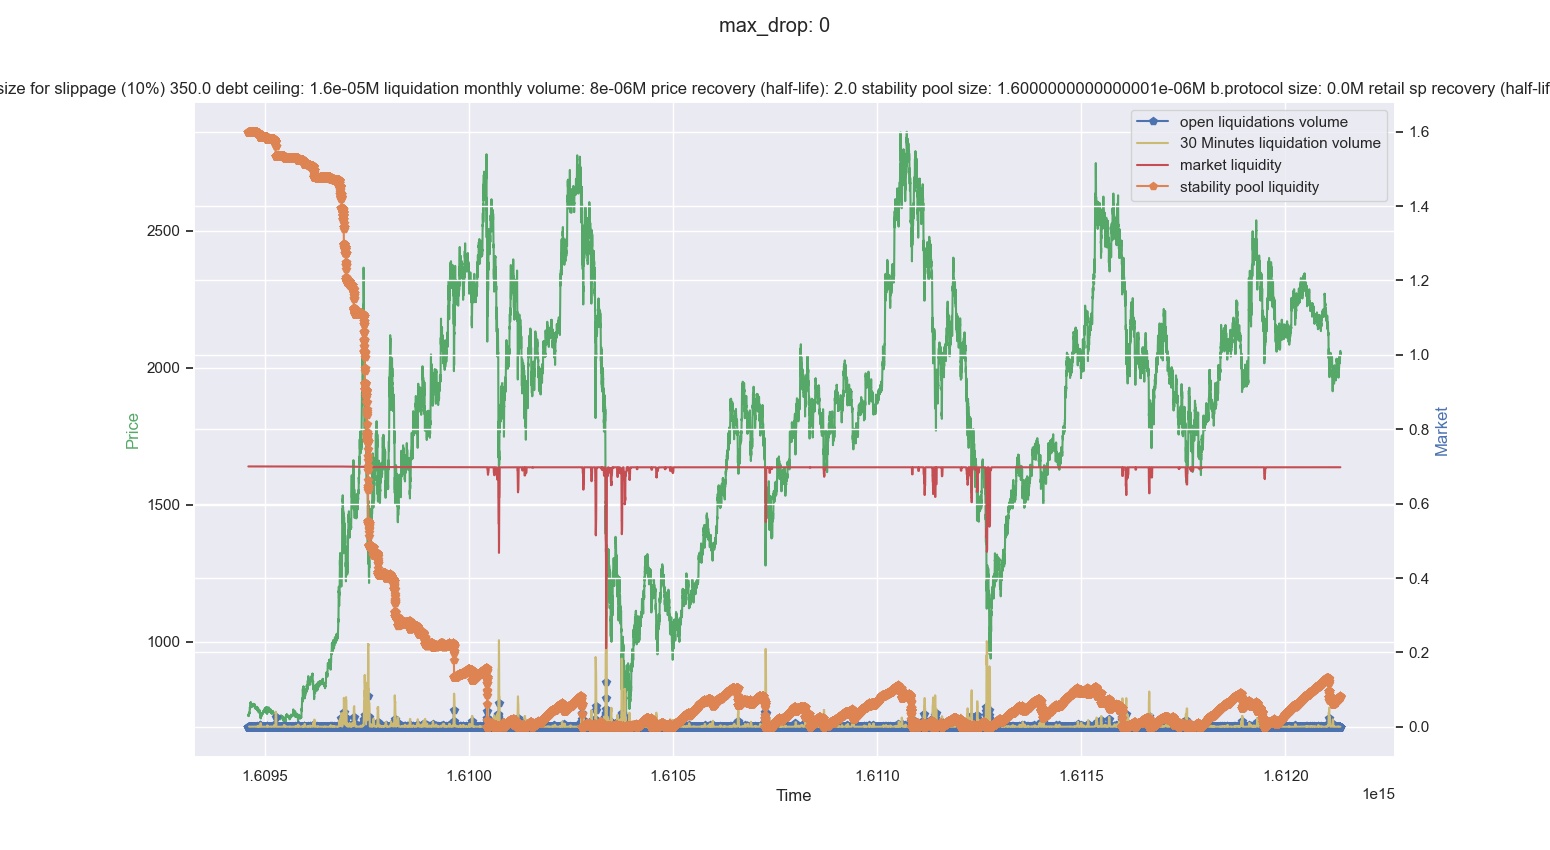 max_drop: 0
size for slippage (10%) 350.0 debt ceiling: 1.6e-05M liquidation monthly volume: 8e-06M price recovery (half-life): 2.0 stability pool size: 1.6000000000000001e-06M b.protocol size: 0.0M retail sp recovery (half-lif
open liquidations volume
30 Minutes liquidation volume
market liquidity
stability pool liquidity
2500
2000
1500
1000
Price
1.6
1.4
1.2
1.0
0.8
0.6
0.4
0.2
0.0
Market
1.6095
1.6100
1.6105
1.6110
1.6115
1.6120
1e15
Time